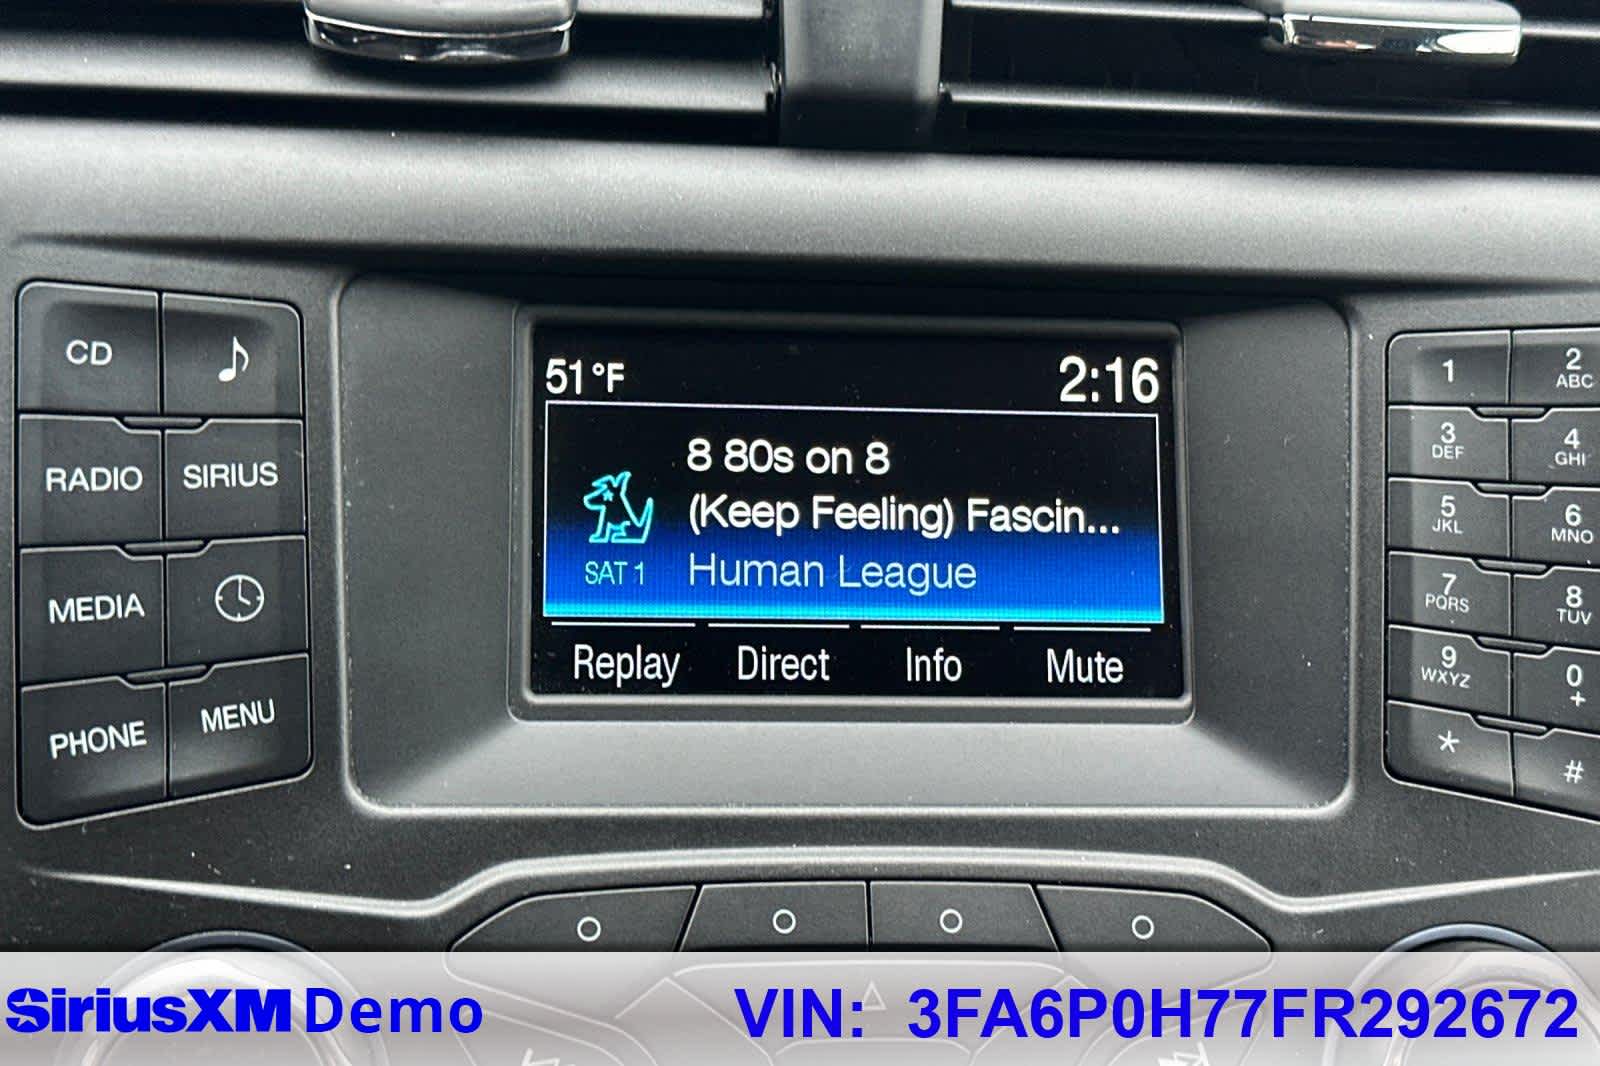 51°F 2:16
8 80s on 8
(Keep Feeling) Fascin...
SAT 1 Human League
Replay Direct Info Mute
CD
RADIO SIRIUS
MEDIA
PHONE MENU
1 2 ABC
3 DEF 4 GHI
5 JKL 6 MNO
7 PQRS 8 TUV
9 WXYZ 0 +
* #
SiriusXM Demo VIN: 3FA6P0H77FR292672